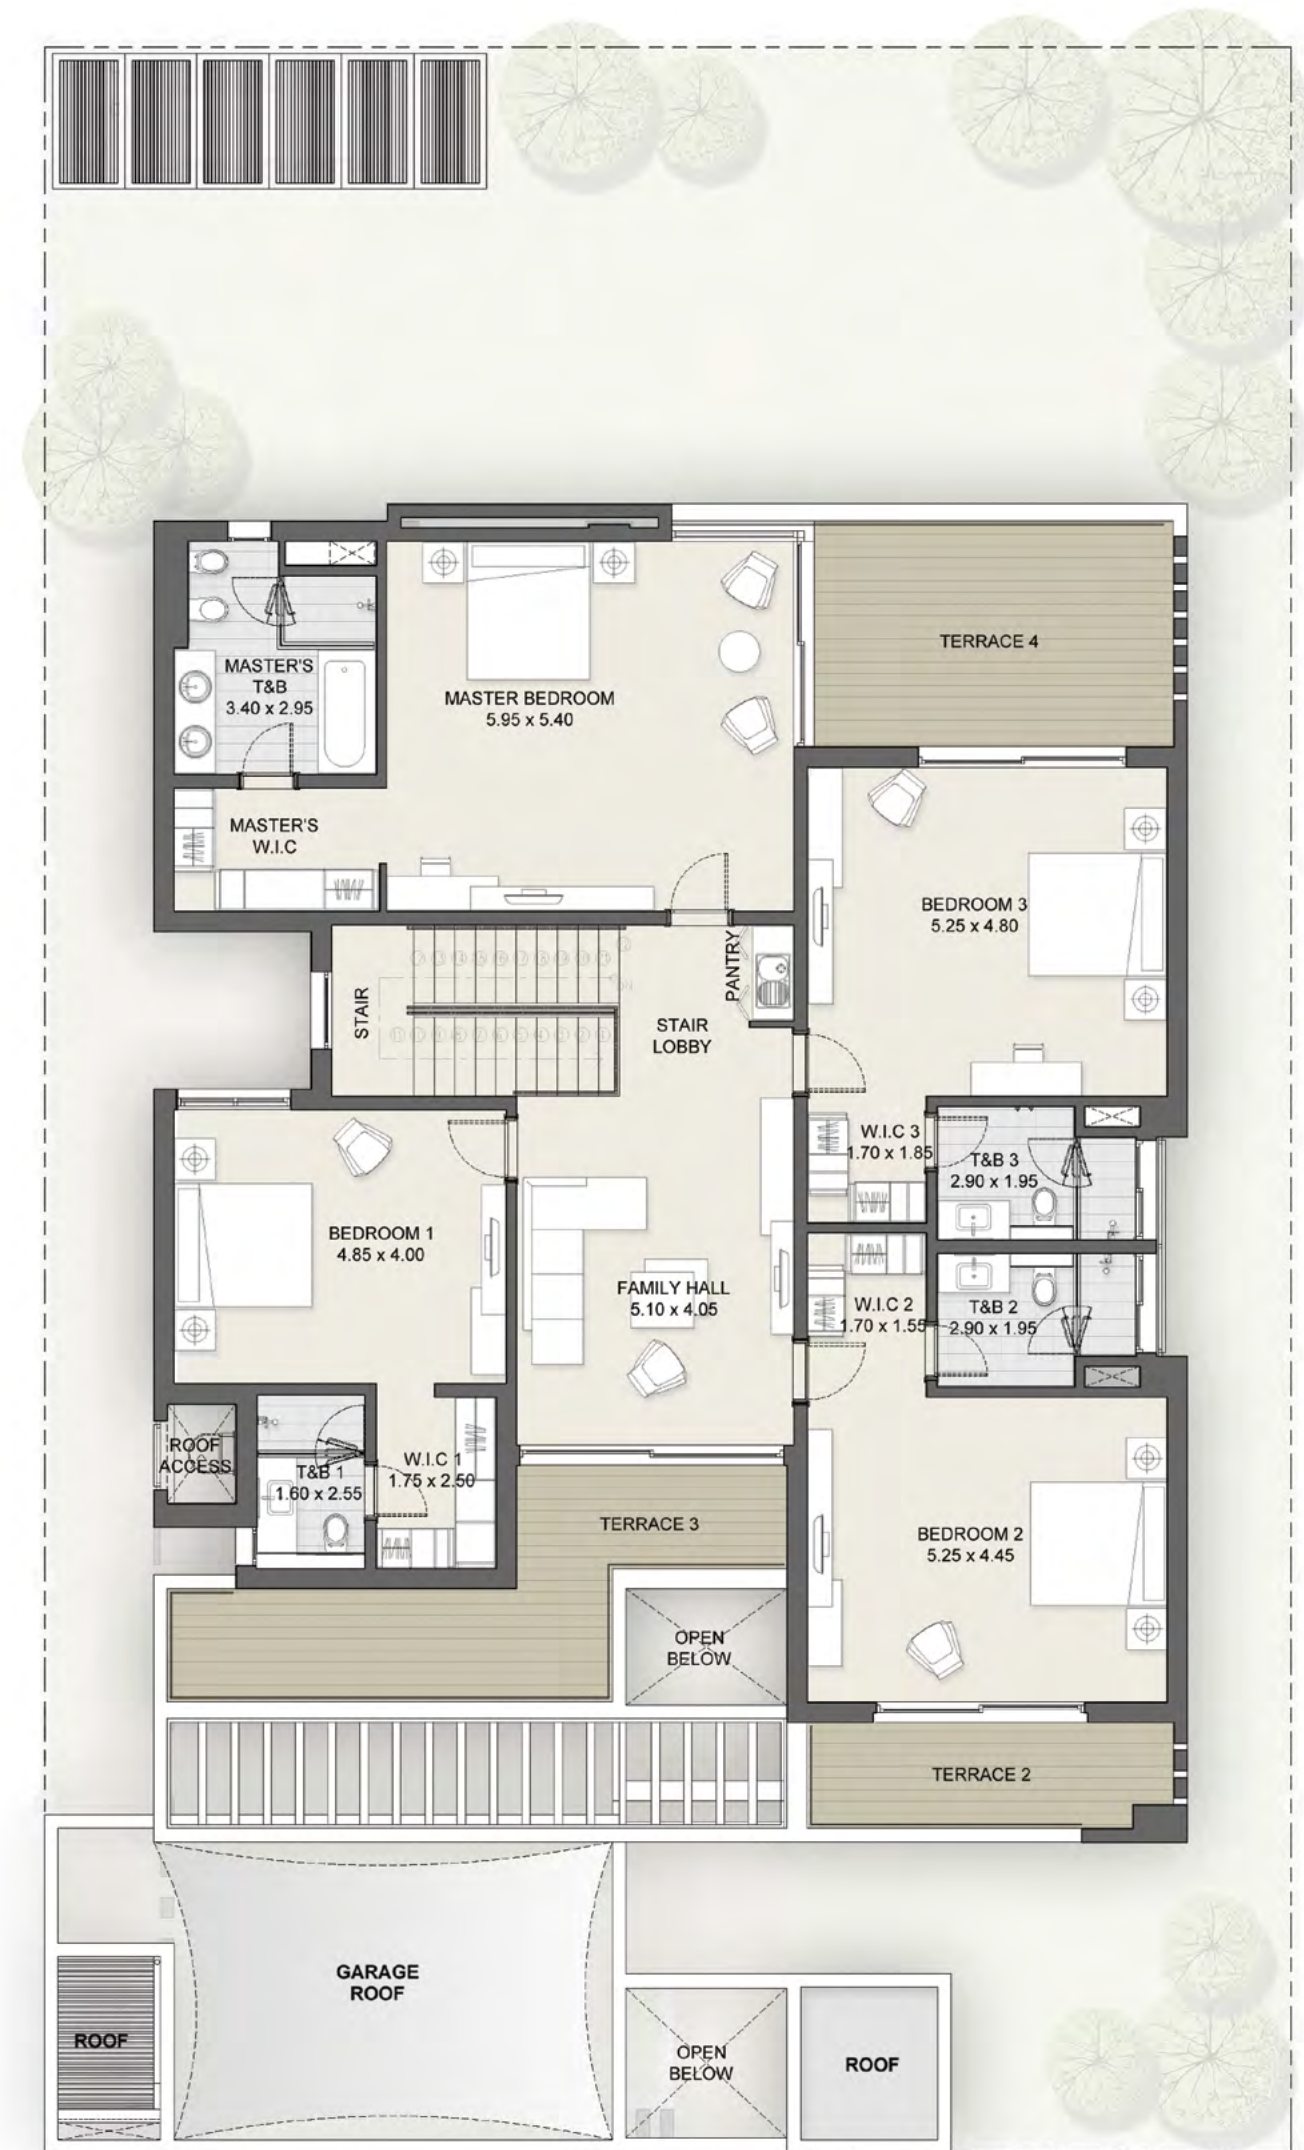 TERRACE 4
MASTER'S
T&B
3.40 x 2.95
MASTER BEDROOM
5.95 x 5.40
MASTER'S
W.I.C
BEDROOM 3
5.25 x 4.80
PANTRY
STAIR
STAIR
LOBBY
W.I.C 3
1.70 x 1.85
T&B 3
2.90 x 1.95
BEDROOM 1
4.85 x 4.00
FAMILY HALL
5.10 x 4.05
W.I.C 2
1.70 x 1.55
T&B 2
2.90 x 1.95
ROOF
ACCESS
T&B 1
1.60 x 2.55
W.I.C 1
1.75 x 2.50
TERRACE 3
BEDROOM 2
5.25 x 4.45
OPEN
BELOW
TERRACE 2
GARAGE
ROOF
ROOF
OPEN
BELOW
ROOF